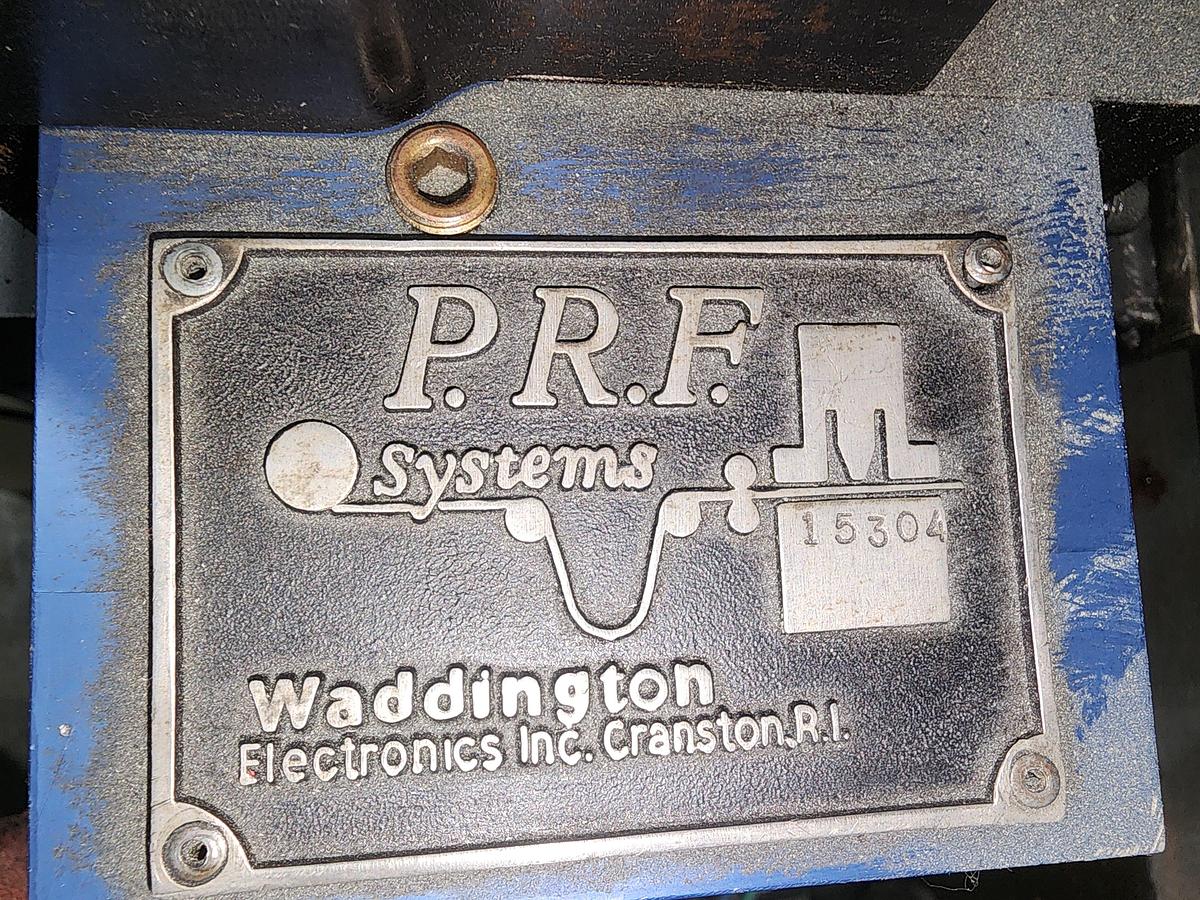 P. R. F.
Systems
15304
Waddington
Electronics Inc. Cranston, R.I.